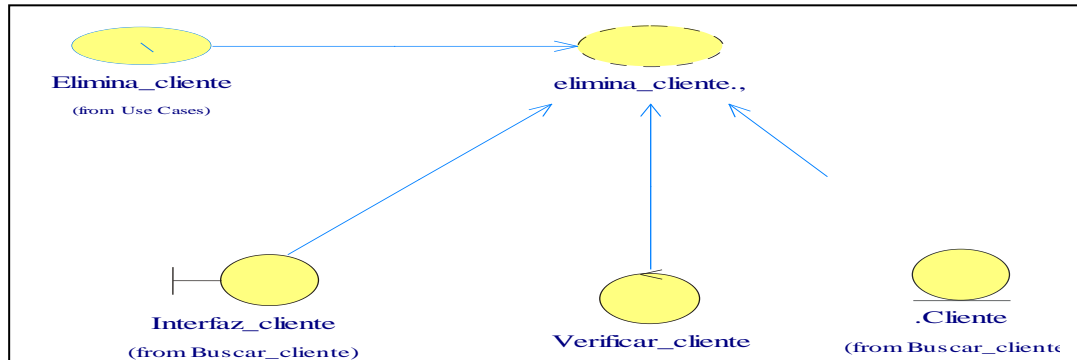 Elimina_cliente
(from Use Cases)
elimina_cliente.,
Interfaz_cliente
(from Buscar_cliente)
Verificar_cliente
.Cliente
(from Buscar_cliente